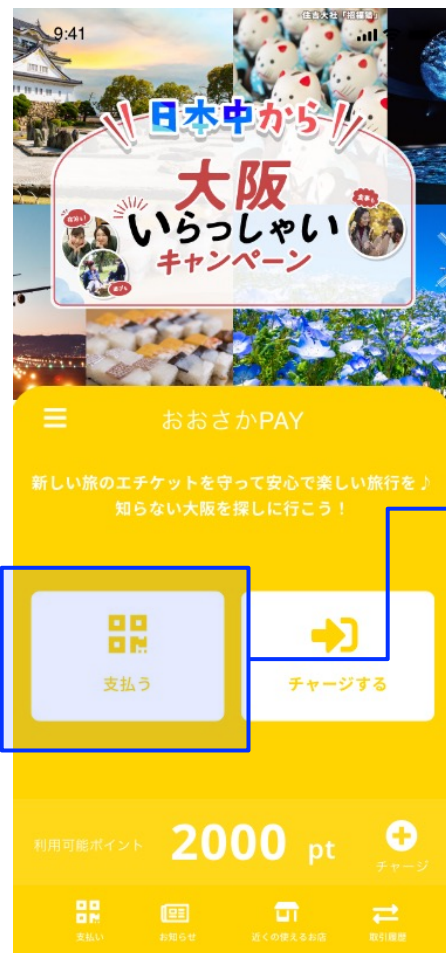 9:41
住吉大社「招福猫」
日本中から
大阪
いらっしゃい
キャンペーン
おおさかPAY
新しい旅のエチケットを守って安心で楽しい旅行を♪
知らない大阪を探しに行こう！
支払う
チャージする
利用可能ポイント
2000 pt
チャージ
支払い
お知らせ
近くの使えるお店
取引履歴